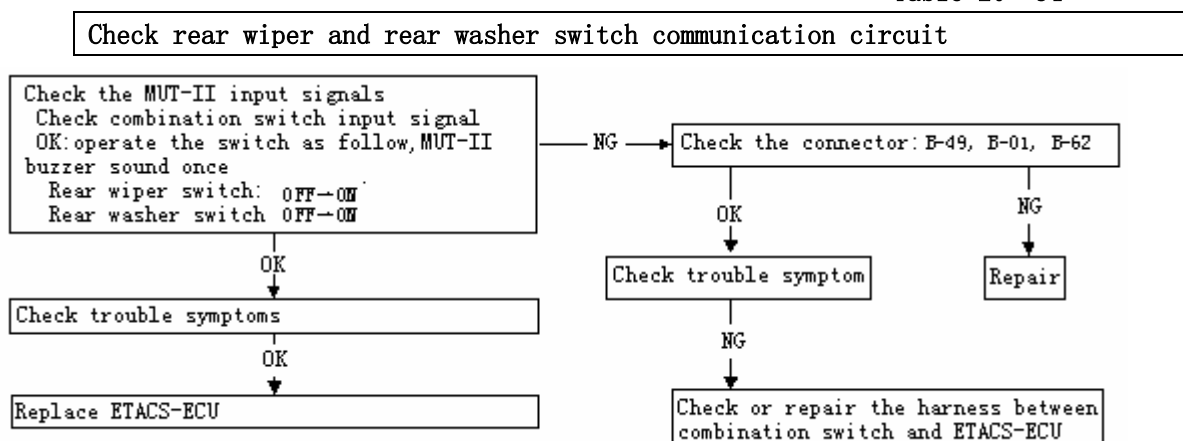 Check rear wiper and rear washer switch communication circuit
Check the MUT-II input signals
Check combination switch input signal
OK:operate the switch as follow,MUT-II
buzzer sound once
Rear wiper switch: OFF→ON
Rear washer switch OFF→ON
NG
Check the connector: B-49, B-01, B-62
OK
NG
Check trouble symptom
Repair
NG
Check or repair the harness between
combination switch and ETACS-ECU
OK
Check trouble symptoms
OK
Replace ETACS-ECU